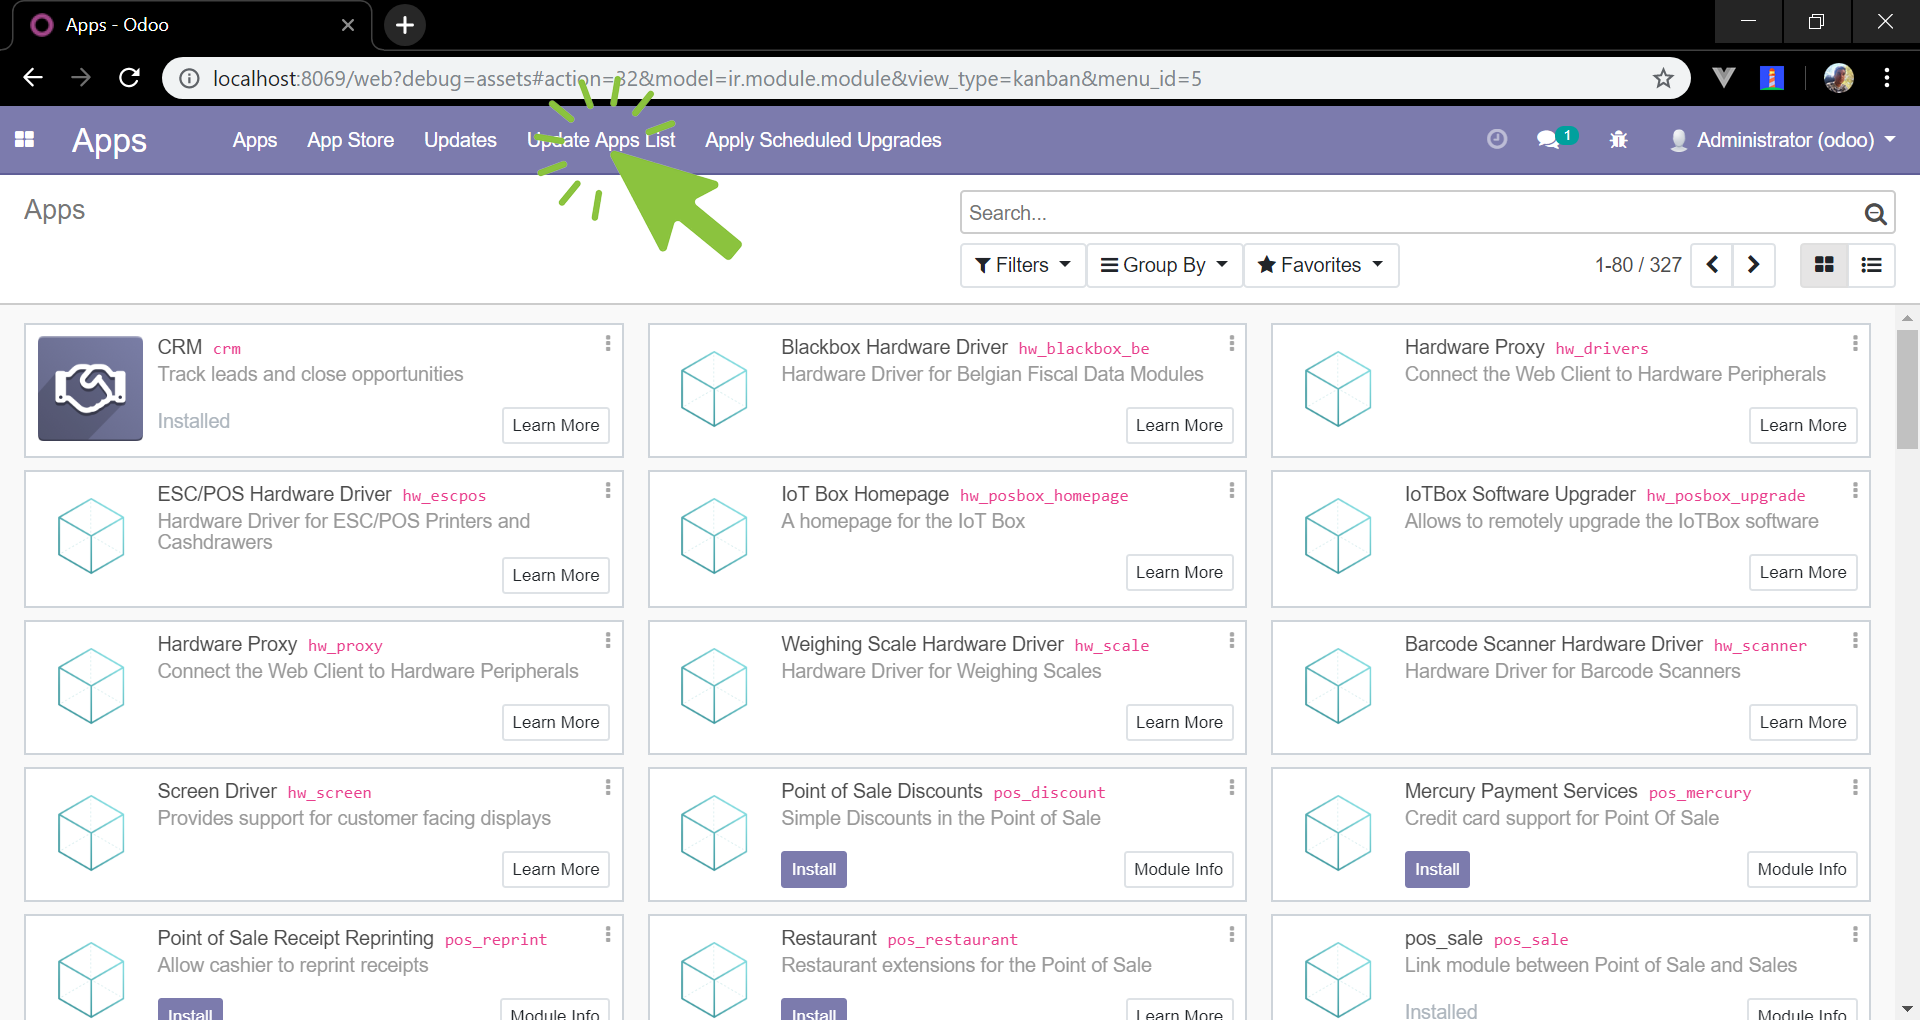 Apps - Odoo
localhost:8069/web?debug=assets#action=32&model=ir.module.module&view_type=kanban&menu_id=5
Apps
Apps App Store Updates Update Apps List Apply Scheduled Upgrades
1 Administrator (odoo)
Apps
Search...
Filters Group By Favorites 1-80 / 327
CRM crm
Track leads and close opportunities
Installed
Learn More
Blackbox Hardware Driver hw_blackbox_be
Hardware Driver for Belgian Fiscal Data Modules
Learn More
Hardware Proxy hw_drivers
Connect the Web Client to Hardware Peripherals
Learn More
ESC/POS Hardware Driver hw_escpos
Hardware Driver for ESC/POS Printers and
Cashdrawers
Learn More
IoT Box Homepage hw_posbox_homepage
A homepage for the IoT Box
Learn More
IoTBox Software Upgrader hw_posbox_upgrade
Allows to remotely upgrade the IoTBox software
Learn More
Hardware Proxy hw_proxy
Connect the Web Client to Hardware Peripherals
Learn More
Weighing Scale Hardware Driver hw_scale
Hardware Driver for Weighing Scales
Learn More
Barcode Scanner Hardware Driver hw_scanner
Hardware Driver for Barcode Scanners
Learn More
Screen Driver hw_screen
Provides support for customer facing displays
Learn More
Point of Sale Discounts pos_discount
Simple Discounts in the Point of Sale
Install Module Info
Mercury Payment Services pos_mercury
Credit card support for Point Of Sale
Install Module Info
Point of Sale Receipt Reprinting pos_reprint
Allow cashier to reprint receipts
Install Module Info
Restaurant pos_restaurant
Restaurant extensions for the Point of Sale
Install Learn More
pos_sale pos_sale
Link module between Point of Sale and Sales
Installed Module Info